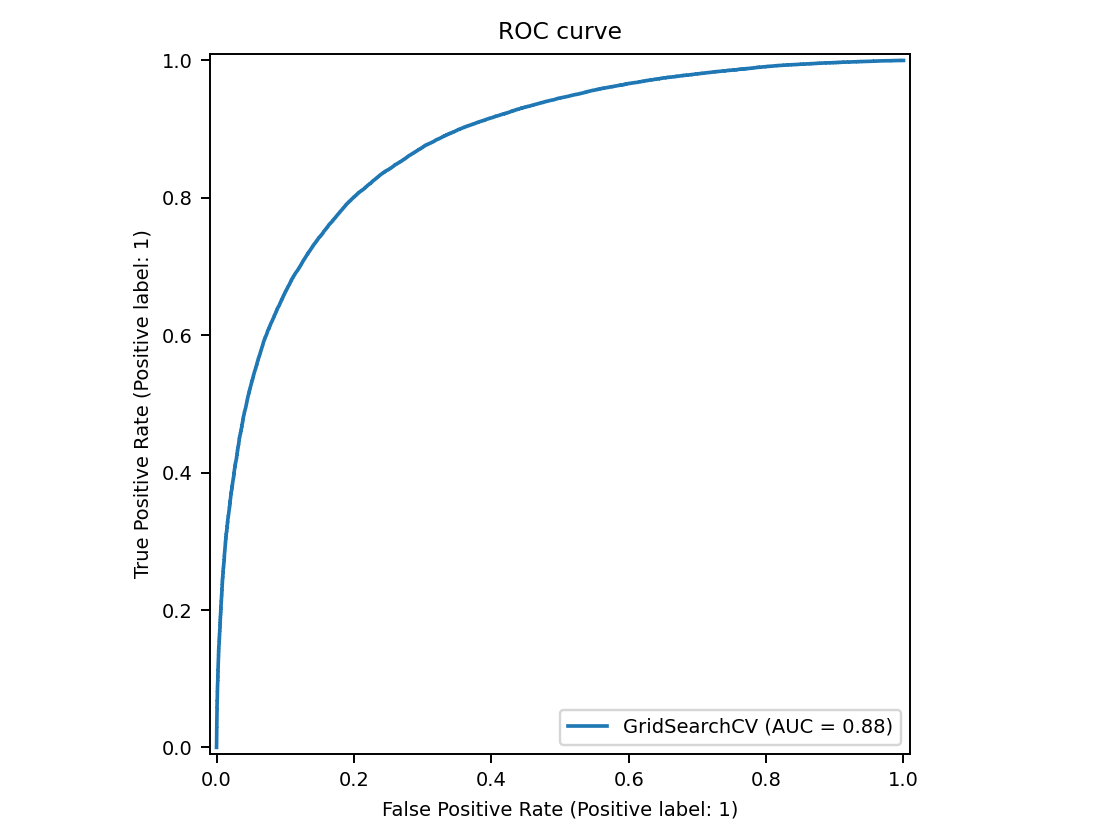 ROC curve
1.0
0.8
0.6
0.4
0.2
0.0
True Positive Rate (Positive label: 1)
GridSearchCV (AUC = 0.88)
0.0 0.2 0.4 0.6 0.8 1.0
False Positive Rate (Positive label: 1)